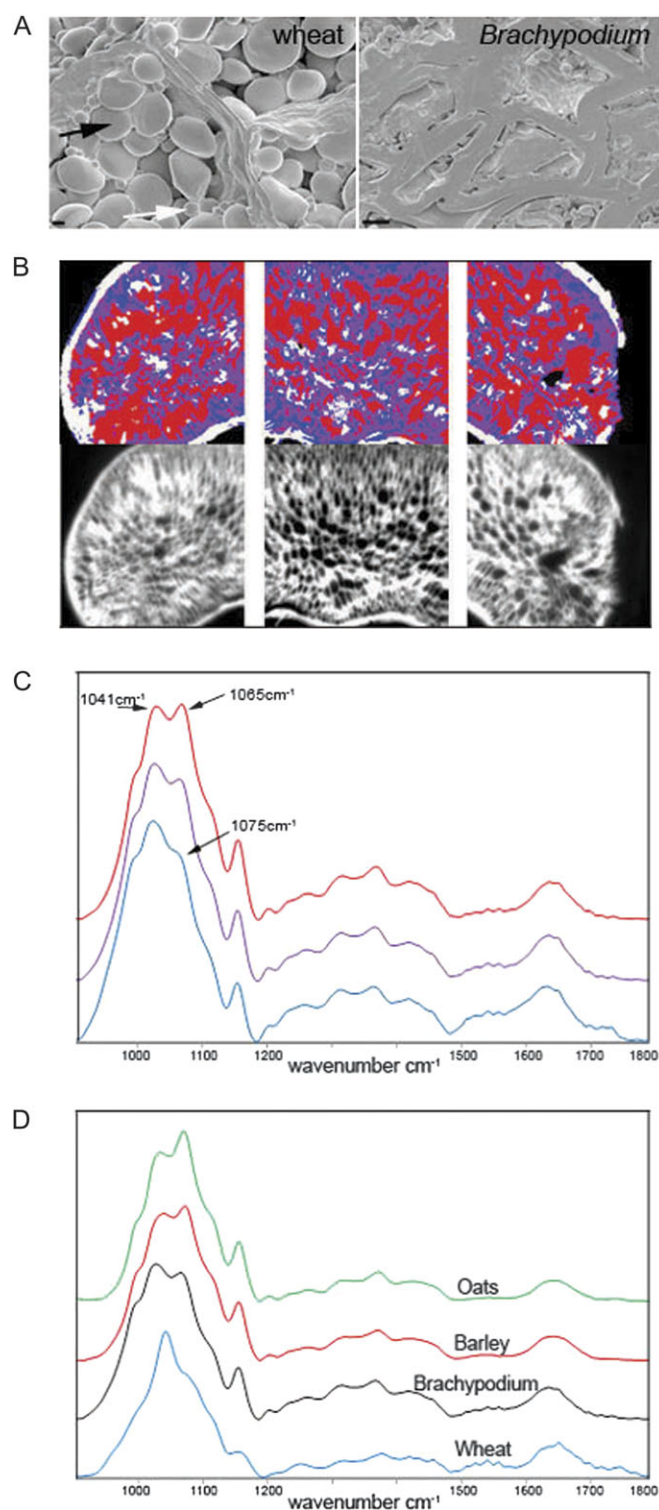 A
wheat
Brachypodium
B
C
1041cm-1
1065cm-1
1075cm-1
1000 1100 1200 1300 1400 1500 1600 1700 1800
wavenumber cm-1
D
Oats
Barley
Brachypodium
Wheat
1000 1100 1200 1300 1400 1500 1600 1700 1800
wavenumber cm-1